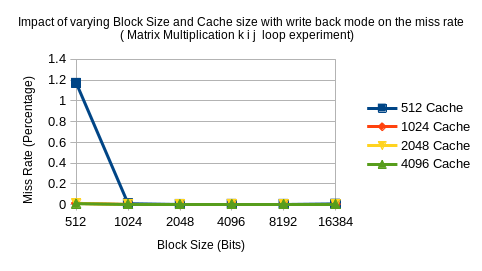 Impact of varying Block Size and Cache size with write back mode on the miss rate
( Matrix Multiplication k i j loop experiment)
1.4
1.2
1
0.8
0.6
0.4
0.2
0
Miss Rate (Percentage)
512 1024 2048 4096 8192 16384
Block Size (Bits)
512 Cache
1024 Cache
2048 Cache
4096 Cache